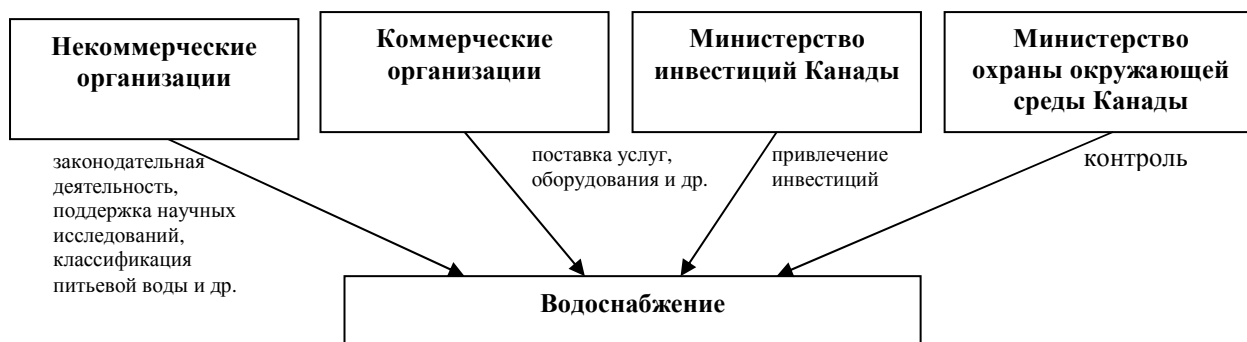 Некоммерческие
организации
Коммерческие
организации
Министерство
инвестиций Канады
Министерство
охраны окружающей
среды Канады
законодательная
деятельность,
поддержка научных
исследований,
классификация
питьевой воды и др.
поставка услуг,
оборудования и др.
привлечение
инвестиций
контроль
Водоснабжение